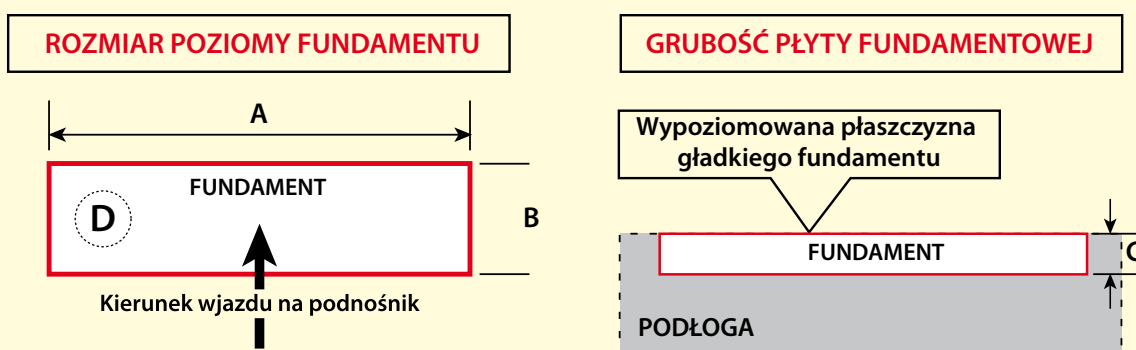 ROZMIAR POZIOMY FUNDAMENTU
A
FUNDAMENT
D
B
Kierunek wjazdu na podnośnik
GRUBOŚĆ PŁYTY FUNDAMENTOWEJ
Wypoziomowana płaszczyzna
gładkiego fundamentu
FUNDAMENT
C
PODŁOGA